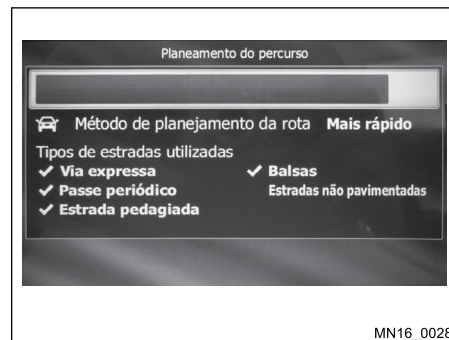 Planeamento do percurso
Método de planejamento da rota Mais rápido
Tipos de estradas utilizadas
Via expressa
Balsas
Passe periódico
Estradas não pavimentadas
Estrada pedagiada
MN16_0028